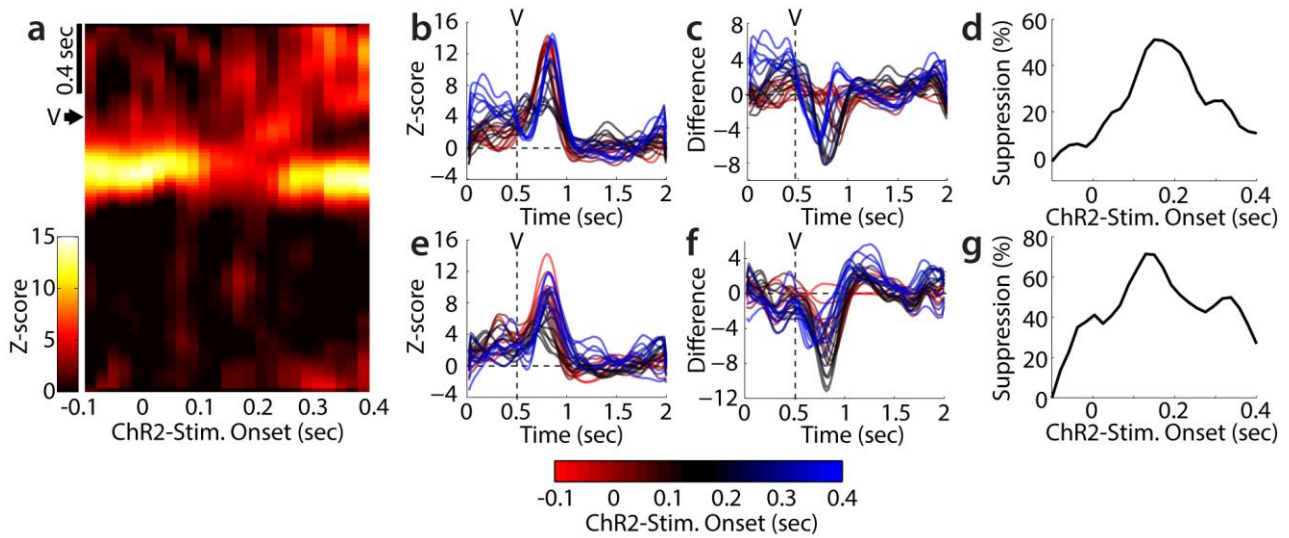 a
0.4 sec
V
15
10
5
0
Z-score
-0.1 0 0.1 0.2 0.3 0.4
ChR2-Stim. Onset (sec)
b
V
16
12
8
4
0
−4
Z-score
0 0.5 1 1.5 2
Time (sec)
c
V
8
4
0
−4
−8
Difference
0 0.5 1 1.5 2
Time (sec)
d
60
40
20
0
Suppression (%)
0 0.2 0.4
ChR2-Stim. Onset (sec)
e
V
16
12
8
4
0
−4
Z-score
0 0.5 1 1.5 2
Time (sec)
f
V
4
0
−4
−8
−12
Difference
0 0.5 1 1.5 2
Time (sec)
g
80
60
40
20
0
Suppression (%)
0 0.2 0.4
ChR2-Stim. Onset (sec)
-0.1 0 0.1 0.2 0.3 0.4
ChR2-Stim. Onset (sec)